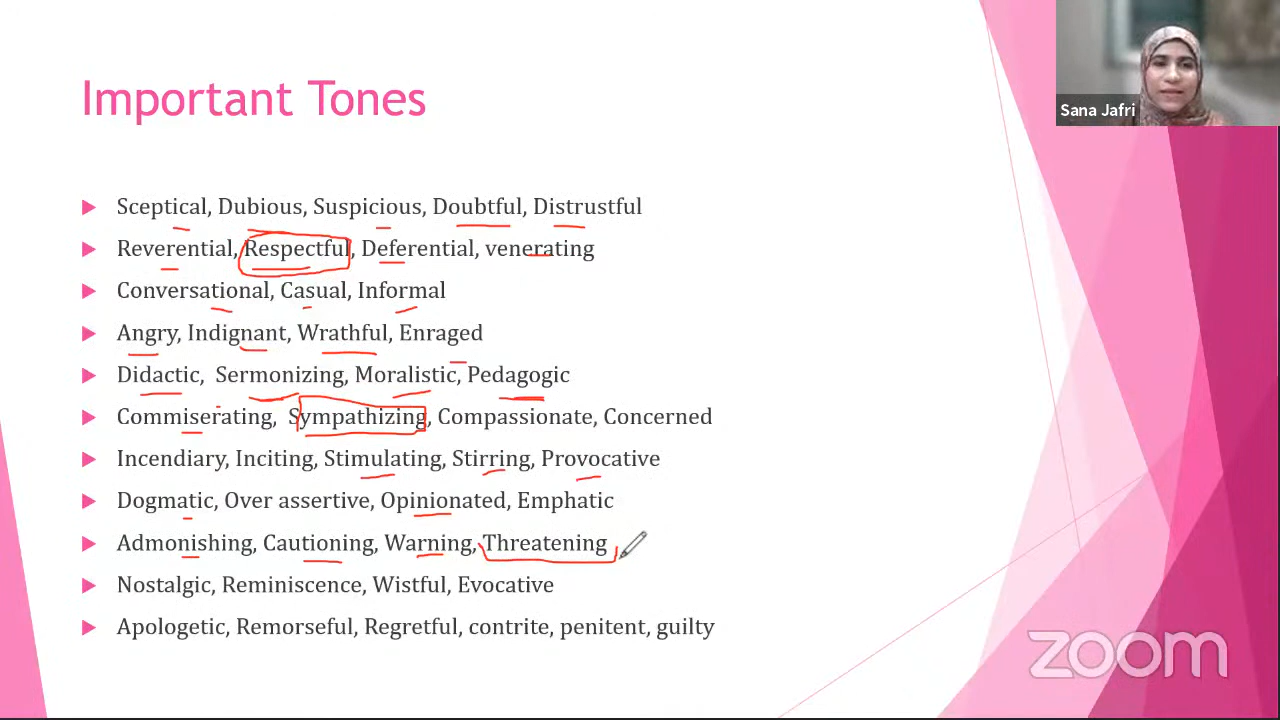 Sana Jafri
Important Tones
Sceptical, Dubious, Suspicious, Doubtful, Distrustful
Reverential, Respectful, Deferential, venerating
Conversational, Casual, Informal
Angry, Indignant, Wrathful, Enraged
Didactic, Sermonizing, Moralistic, Pedagogic
Commiserating, Sympathizing, Compassionate, Concerned
Incendiary, Inciting, Stimulating, Stirring, Provocative
Dogmatic, Over assertive, Opinionated, Emphatic
Admonishing, Cautioning, Warning, Threatening
Nostalgic, Reminiscence, Wistful, Evocative
Apologetic, Remorseful, Regretful, contrite, penitent, guilty
zoom